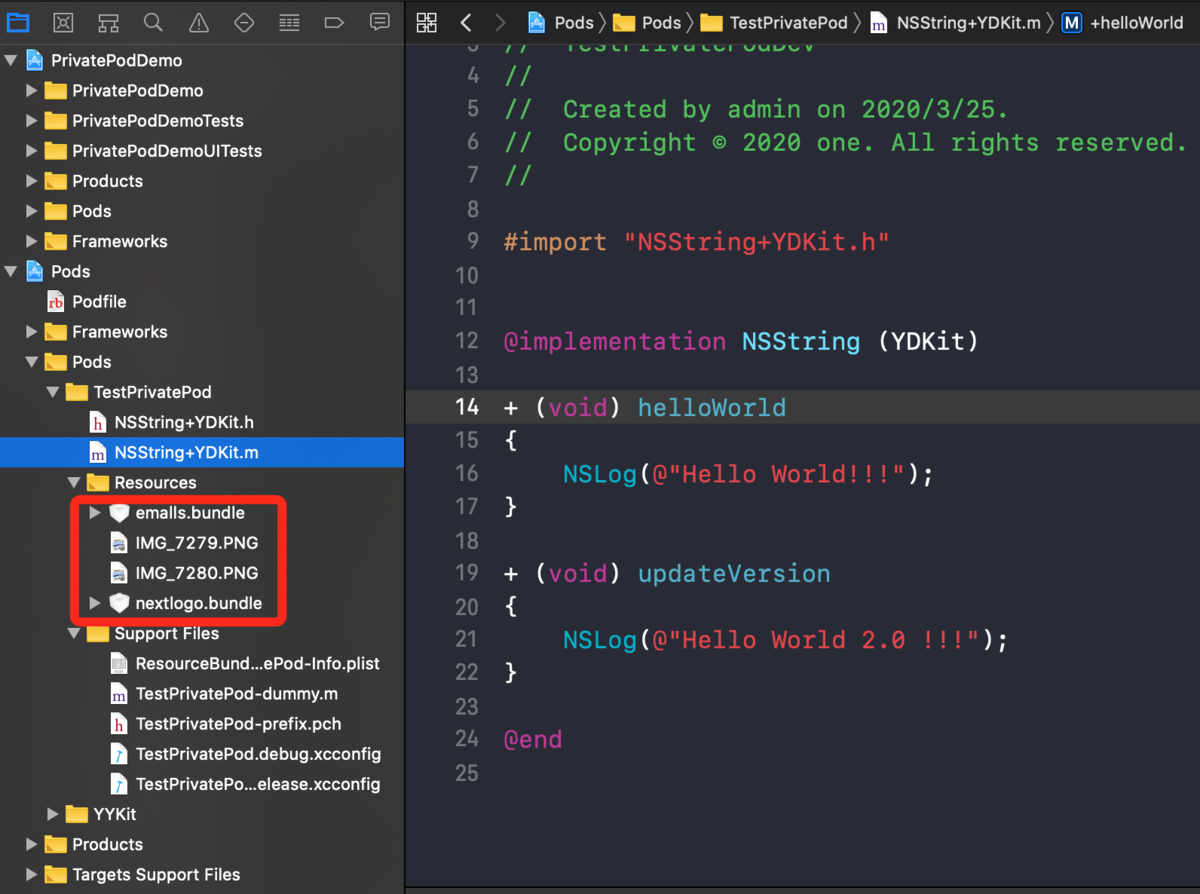 Pods
Pods
TestPrivatePod
NSString+YDKit.m
M
+helloWorld
PrivatePodDemo
PrivatePodDemo
PrivatePodDemoTests
PrivatePodDemoUITests
Products
Pods
Frameworks
Pods
rb Podfile
Frameworks
Pods
TestPrivatePod
h NSString+YDKit.h
m NSString+YDKit.m
Resources
emalls.bundle
IMG_7279.PNG
IMG_7280.PNG
nextlogo.bundle
Support Files
ResourceBund...ePod-Info.plist
m TestPrivatePod-dummy.m
h TestPrivatePod-prefix.pch
TestPrivatePod.debug.xcconfig
TestPrivatePo...elease.xcconfig
YYKit
Products
Targets Support Files
3 // TestPrivatePodDev
4 //
5 // Created by admin on 2020/3/25.
6 // Copyright © 2020 one. All rights reserved.
7 //
8
9 #import "NSString+YDKit.h"
10
11
12 @implementation NSString (YDKit)
13
14 + (void) helloWorld
15 {
16 NSLog(@"Hello World!!!");
17 }
18
19 + (void) updateVersion
20 {
21 NSLog(@"Hello World 2.0 !!!");
22 }
23
24 @end
25